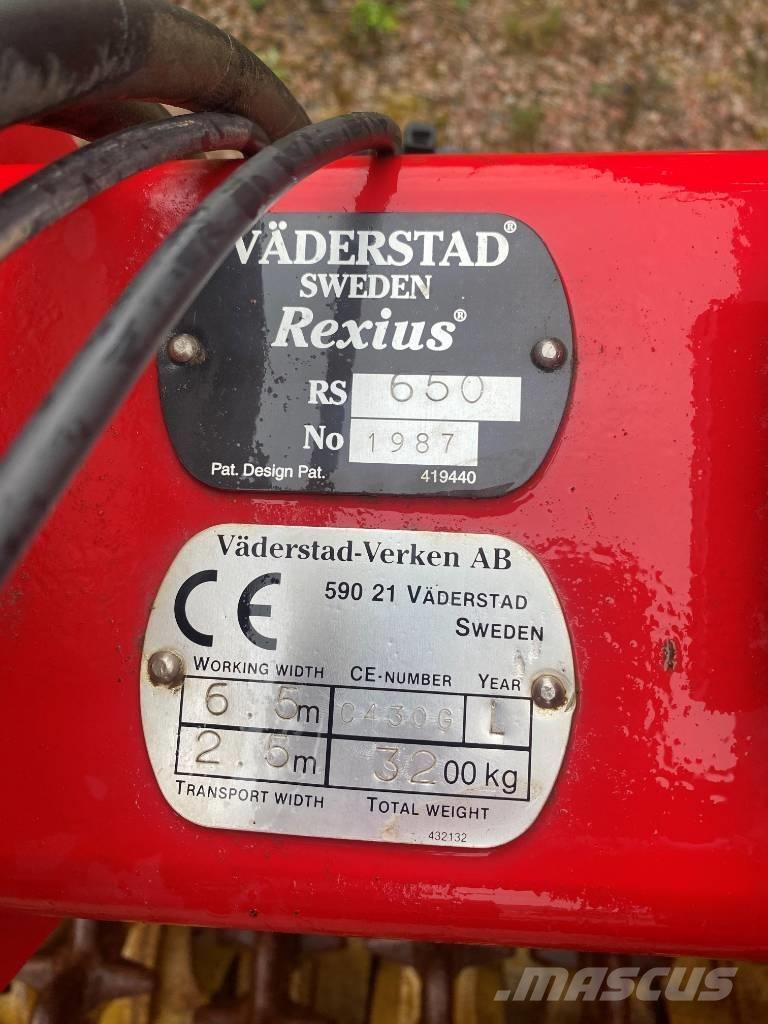 VÄDERSTAD®
SWEDEN
Rexius®
RS 650
No 1987
Pat. Design Pat. 419440
Väderstad-Verken AB
CE 590 21 VÄDERSTAD
SWEDEN
WORKING WIDTH CE-NUMBER YEAR
6.5m C430G L
2.5m 3200 kg
TRANSPORT WIDTH TOTAL WEIGHT
432132
MASCUS